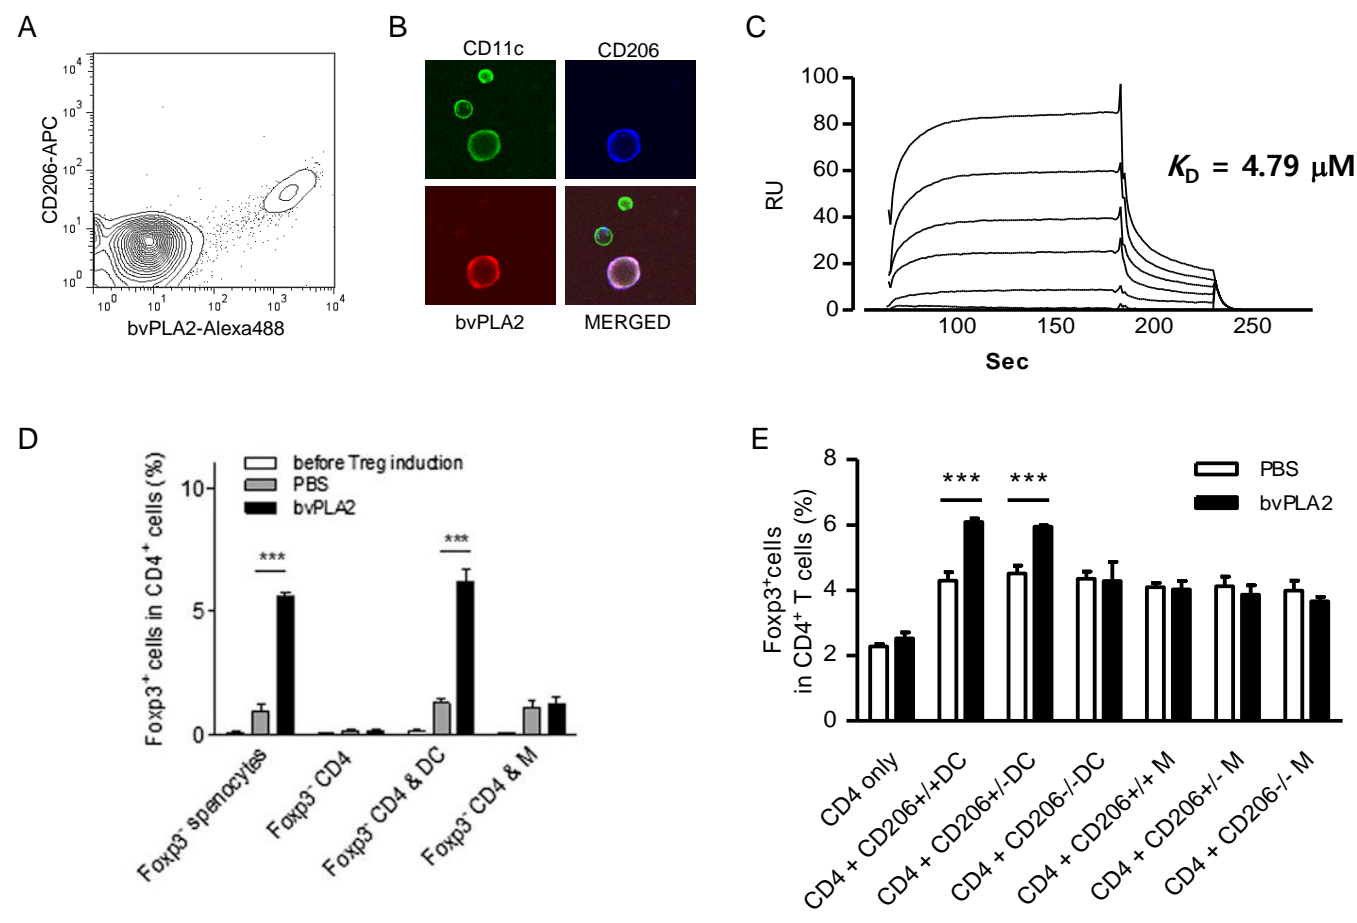 A
CD206-APC
10^4
10^3
10^2
10^1
10^0
10^0
10^1
10^2
10^3
10^4
bvPLA2-Alexa488
B
CD11c
CD206
bvPLA2
MERGED
C
RU
100
80
60
40
20
0
100
150
200
250
Sec
K_D = 4.79 μM
D
Foxp3^+ cells in CD4^+ cells (%)
10
5
0
before Treg induction
PBS
bvPLA2
***
***
Foxp3^- spenocytes
Foxp3^- CD4
Foxp3^- CD4 & DC
Foxp3^- CD4 & M
E
Foxp3^+cells
in CD4^+ T cells (%)
8
6
4
2
0
PBS
bvPLA2
***
***
CD4 only
CD4 + CD206+/+DC
CD4 + CD206+/-DC
CD4 + CD206-/-DC
CD4 + CD206+/+ M
CD4 + CD206+/- M
CD4 + CD206-/- M